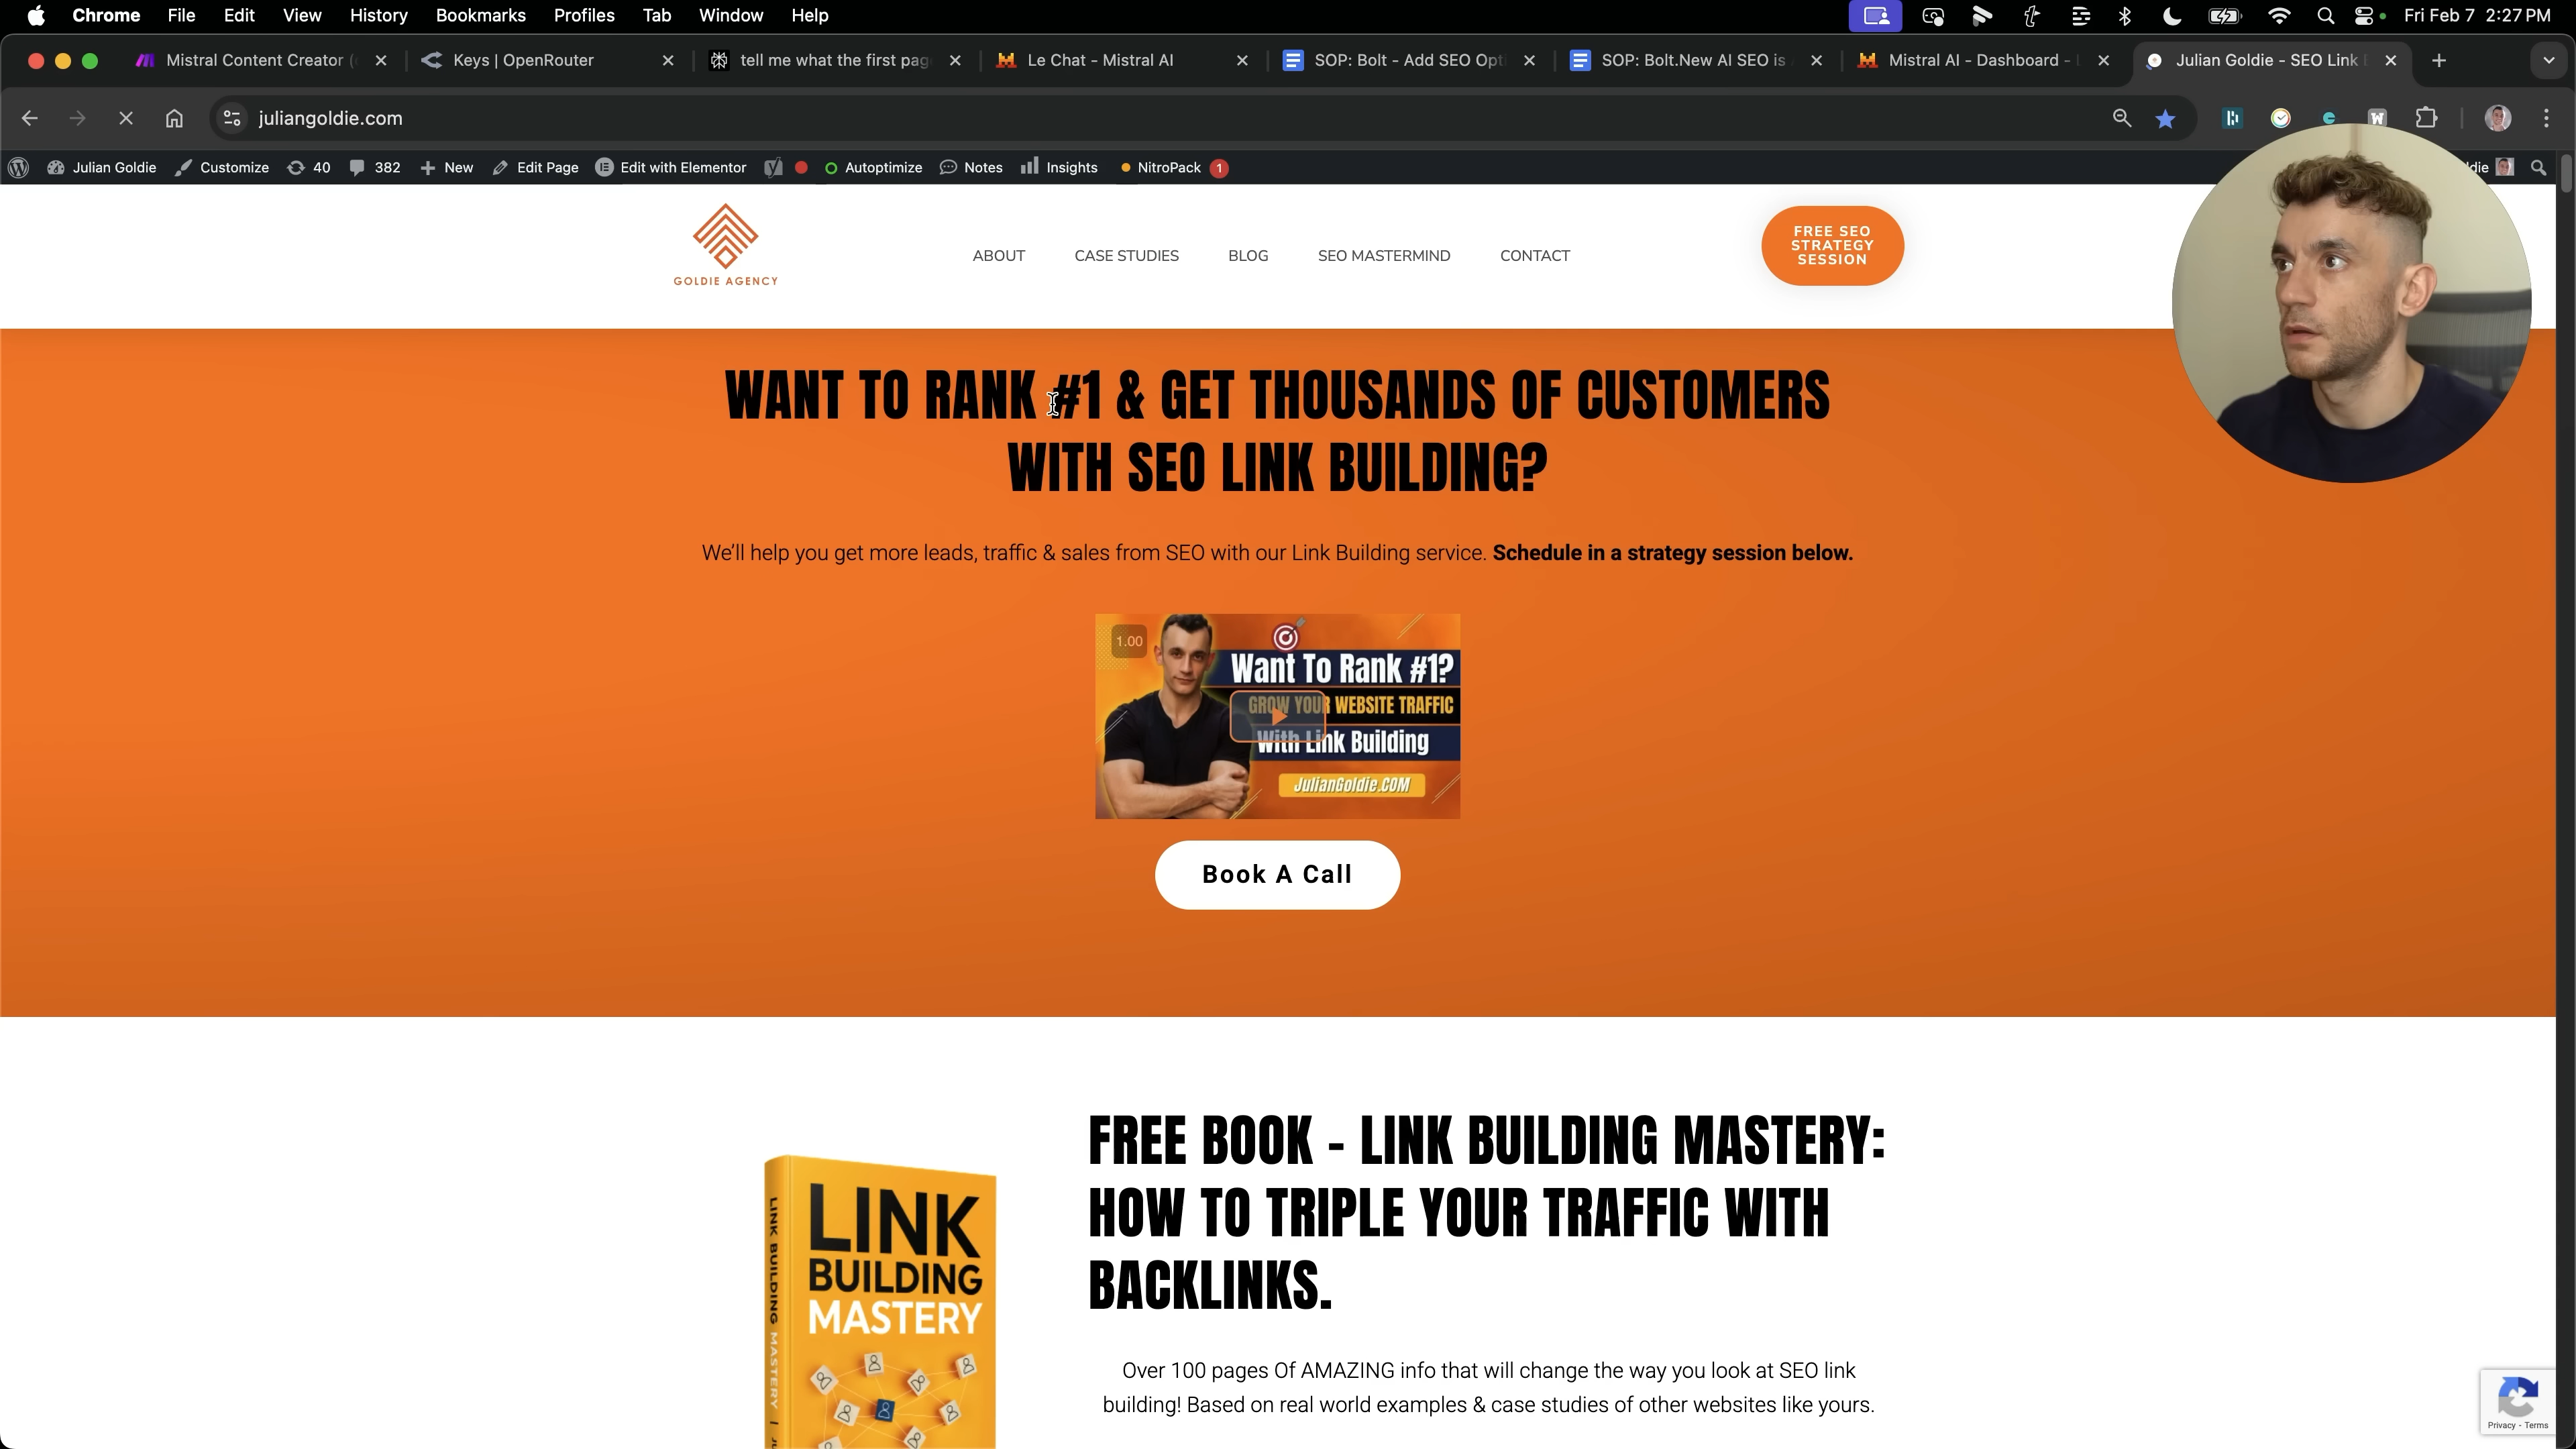 Chrome File Edit View History Bookmarks Profiles Tab Window Help
Fri Feb 7 2:27 PM
Mistral Content Creator (
Keys | OpenRouter
tell me what the first pag
Le Chat - Mistral AI
SOP: Bolt - Add SEO Opti
SOP: Bolt.New AI SEO is
Mistral AI - Dashboard -
Julian Goldie - SEO Link
juliangoldie.com
Julian Goldie Customize 40 382 New Edit Page Edit with Elementor Autoptimize Notes Insights NitroPack 1
die
GOLDIE AGENCY
ABOUT CASE STUDIES BLOG SEO MASTERMIND CONTACT
FREE SEO
STRATEGY
SESSION
WANT TO RANK #1 & GET THOUSANDS OF CUSTOMERS
WITH SEO LINK BUILDING?
We'll help you get more leads, traffic & sales from SEO with our Link Building service. Schedule in a strategy session below.
1.00
Want To Rank #1?
GROW YOUR WEBSITE TRAFFIC
With Link Building
JulianGoldie.COM
Book A Call
FREE BOOK - LINK BUILDING MASTERY:
HOW TO TRIPLE YOUR TRAFFIC WITH
BACKLINKS.
LINK
BUILDING
MASTERY
LINK BUILDING MASTERY
Over 100 pages Of AMAZING info that will change the way you look at SEO link
building! Based on real world examples & case studies of other websites like yours.
Privacy - Terms